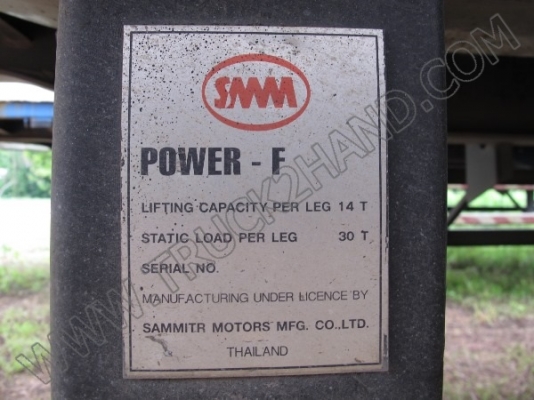 SMM
POWER - F
LIFTING CAPACITY PER LEG 14 T
STATIC LOAD PER LEG 30 T
SERIAL NO.
MANUFACTURING UNDER LICENCE BY
SAMMITR MOTORS MFG. CO.,LTD.
THAILAND
WWW.TRUCK2HAND.COM